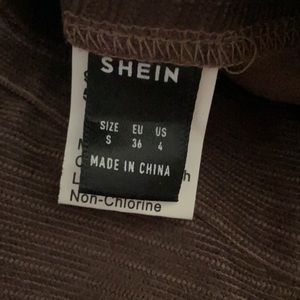 SHEIN
SIZE EU US
S 36 4
MADE IN CHINA
Non-Chlorine